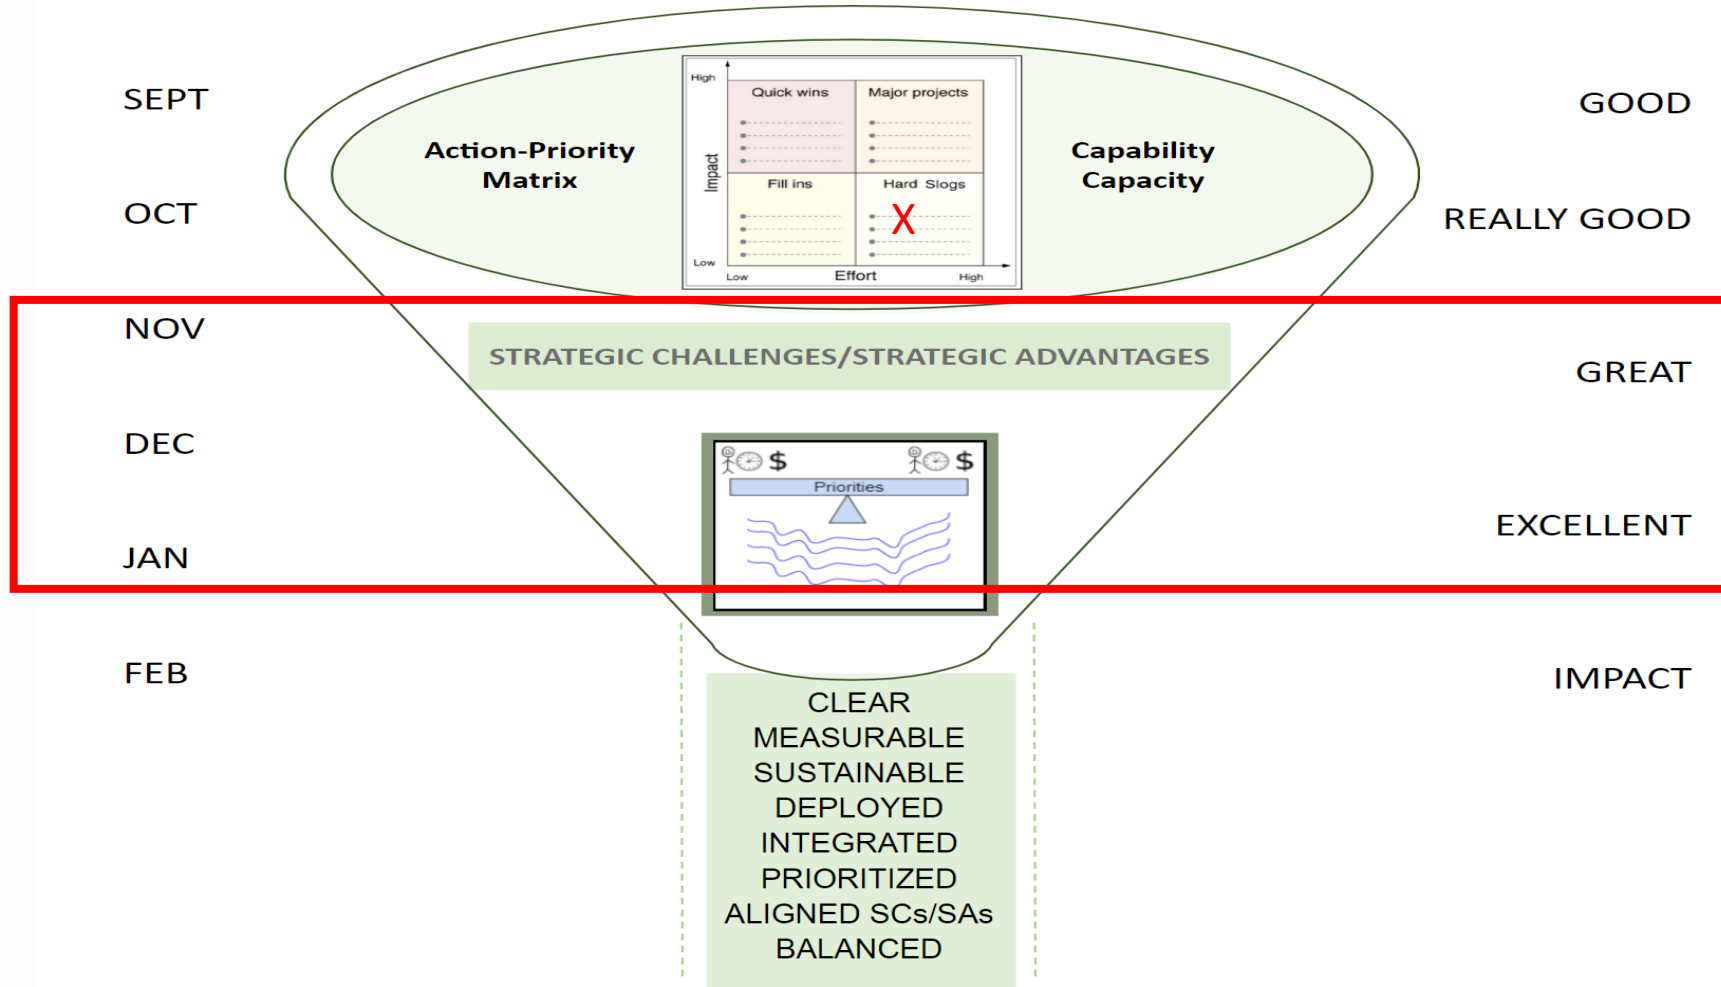 SEPT
OCT
NOV
DEC
JAN
FEB
Action-Priority
Matrix
High
Impact
Low
Quick wins
Major projects
Fill ins
Hard Slogs
X
Low
Effort
High
Capability
Capacity
STRATEGIC CHALLENGES/STRATEGIC ADVANTAGES
$
$
Priorities
CLEAR
MEASURABLE
SUSTAINABLE
DEPLOYED
INTEGRATED
PRIORITIZED
ALIGNED SCs/SAs
BALANCED
GOOD
REALLY GOOD
GREAT
EXCELLENT
IMPACT